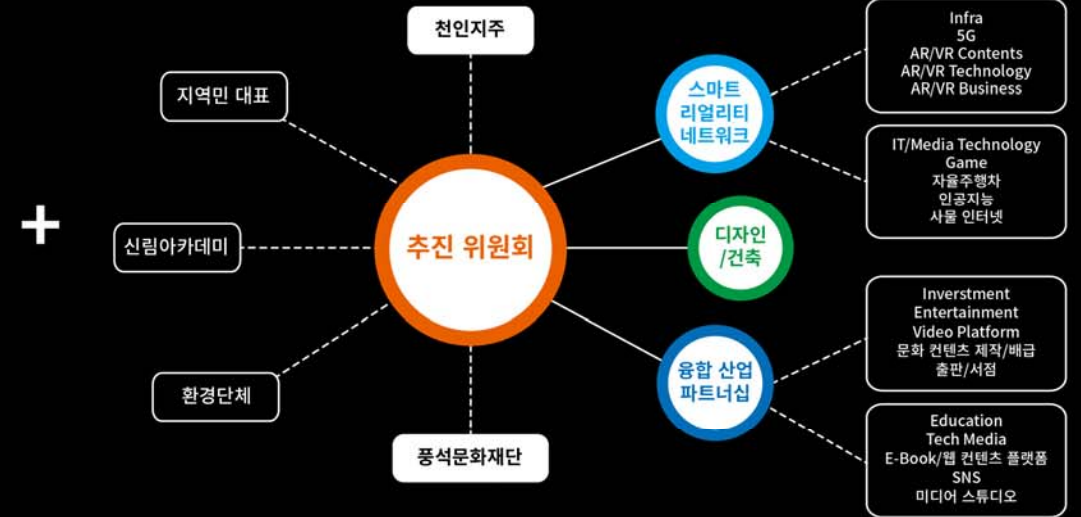 천인지주
지역민 대표
+
신림아카데미
환경단체
풍석문화재단
추진 위원회
스마트
리얼리티
네트워크
디자인
/건축
융합 산업
파트너십
Infra
5G
AR/VR Contents
AR/VR Technology
AR/VR Business
IT/Media Technology
Game
자율주행차
인공지능
사물 인터넷
Inverstment
Entertainment
Video Platform
문화 컨텐츠 제작/배급
출판/서점
Education
Tech Media
E-Book/웹 컨텐츠 플랫폼
SNS
미디어 스튜디오